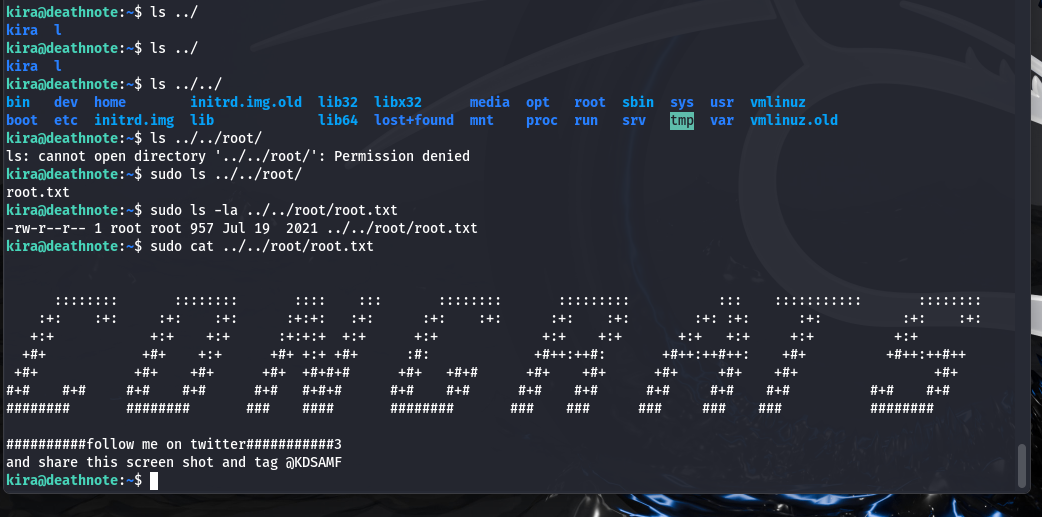 kira@deathnote:~$ ls ../
kira  l
kira@deathnote:~$ ls ../
kira  l
kira@deathnote:~$ ls ../../
bin   dev  home        initrd.img.old  lib32  libx32      media  opt   root  sbin  sys  usr  vmlinuz
boot  etc  initrd.img  lib             lib64  lost+found  mnt    proc  run   srv   tmp  var  vmlinuz.old
kira@deathnote:~$ ls ../../root/
ls: cannot open directory '../../root/': Permission denied
kira@deathnote:~$ sudo ls ../../root/
root.txt
kira@deathnote:~$ sudo ls -la ../../root/root.txt
-rw-r--r-- 1 root root 957 Jul 19  2021 ../../root/root.txt
kira@deathnote:~$ sudo cat ../../root/root.txt
      ::::::::       ::::::::       ::::    :::       ::::::::       :::::::::           :::    :::::::::::       ::::::::
    :+:    :+:     :+:    :+:      :+:+:   :+:      :+:    :+:      :+:    :+:        :+: :+:      :+:          :+:    :+:
   +:+            +:+    +:+      :+:+:+  +:+      +:+             +:+    +:+       +:+   +:+     +:+          +:+
  +#+            +#+    +:+      +#+ +:+ +#+      :#:             +#++:++#:       +#++:++#++:    +#+          +#++:++#++
 +#+            +#+    +#+      +#+  +#+#+#      +#+   +#+#      +#+    +#+      +#+     +#+    +#+                 +#+
#+#    #+#     #+#    #+#      #+#   #+#+#      #+#    #+#      #+#    #+#      #+#     #+#    #+#          #+#    #+#
########       ########       ###    ####       ########       ###    ###      ###     ###    ###           ########
##########follow me on twitter###########3
and share this screen shot and tag @KDSAMF
kira@deathnote:~$